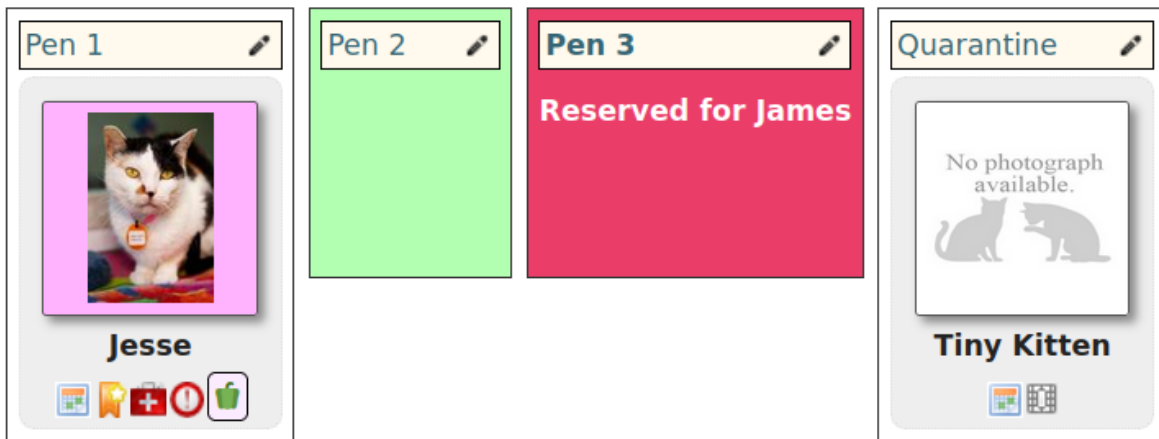 Pen 1
Pen 2
Pen 3
Quarantine
Reserved for James
No photograph
available.
Jesse
Tiny Kitten